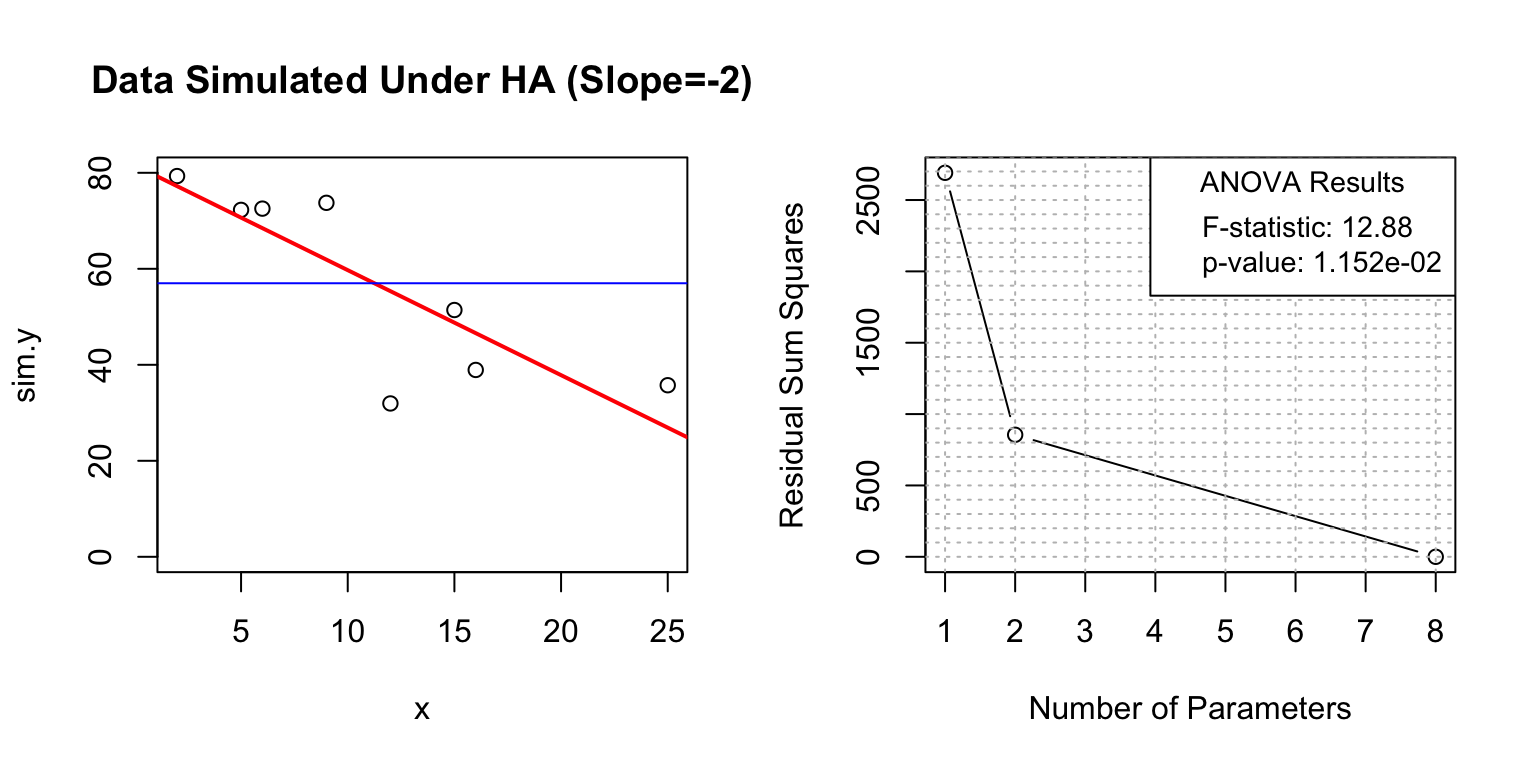 Data Simulated Under HA (Slope=-2)
sim.y
80
60
40
20
0
5 10 15 20 25
x
Residual Sum Squares
2500
1500
500
0
ANOVA Results
F-statistic: 12.88
p-value: 1.152e-02
1 2 3 4 5 6 7 8
Number of Parameters